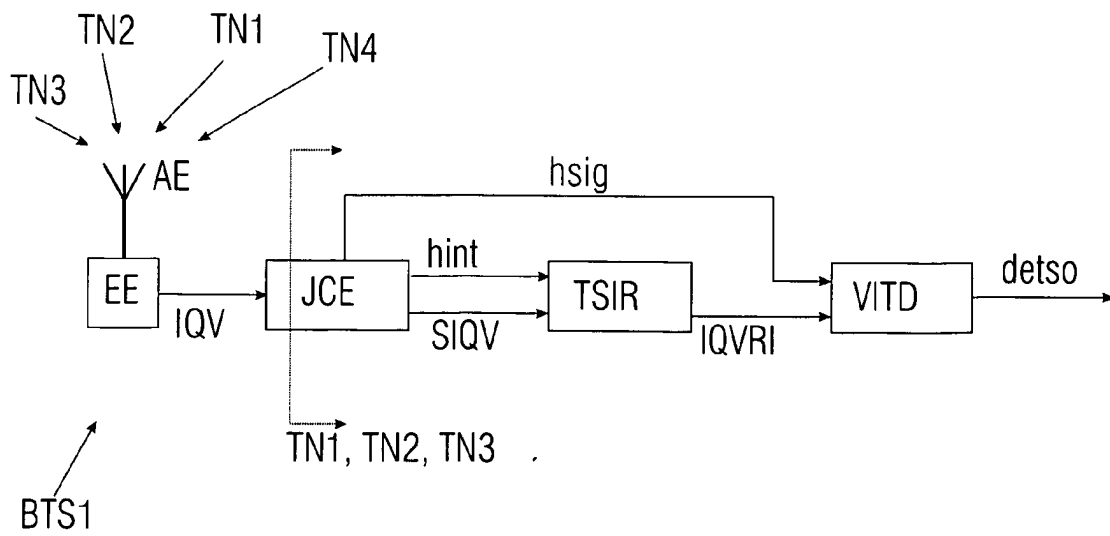 TN2
TN1
TN4
TN3
AE
hsig
EE
IQV
JCE
hint
SIQV
TSIR
IQVRI
VITD
detso
TN1, TN2, TN3
BTS1